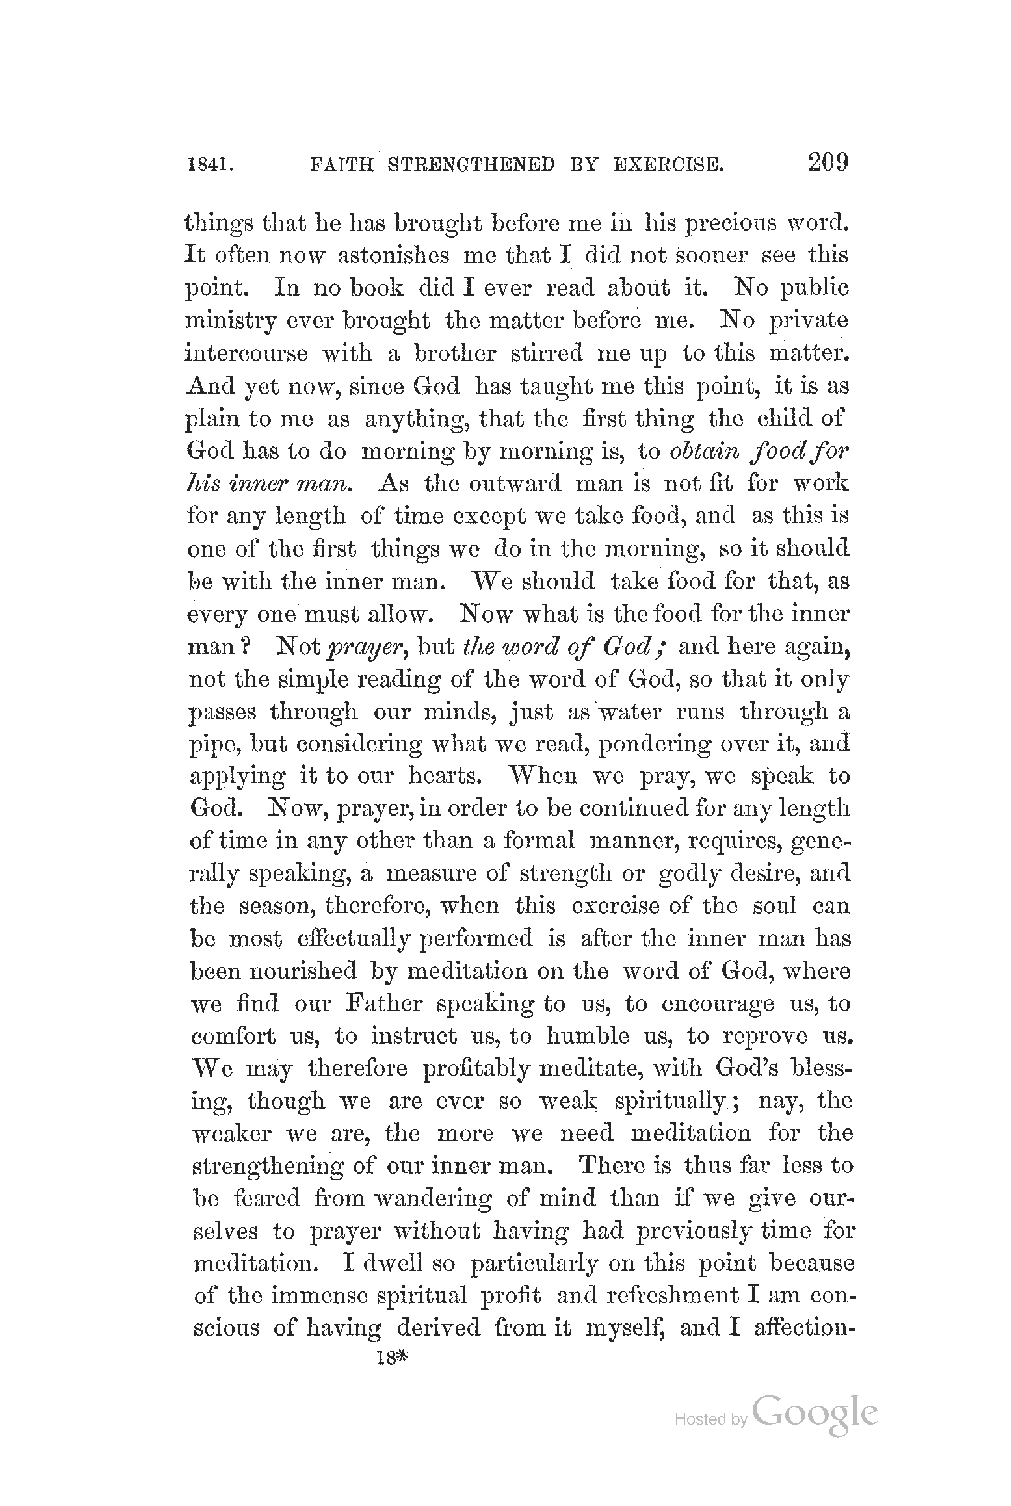 1841. FAITH STRENGTHENED BY EXERCISE. 209
things that he has brought before me in his precious word.
It often now astonishes me that I did not sooner see this
point. In no book did I ever read about it. No public
ministry ever brought the matter before me. No private
intercourse with a brother stirred me up to this matter.
And yet now, since God has taught me this point, it is as
plain to me as anything, that the first thing the child of
God has to do morning by morning is, to obtain food for
his inner man. As the outward man is not fit for work
for any length of time except we take food, and as this is
one of the first things we do in the morning, so it should
be with the inner man. We should take food for that, as
every one must allow. Now what is the food for the inner
man? Not prayer, but the word of God; and here again,
not the simple reading of the word of God, so that it only
passes through our minds, just as water runs through a
pipe, but considering what we read, pondering over it, and
applying it to our hearts. When we pray, we speak to
God. Now, prayer, in order to be continued for any length
of time in any other than a formal manner, requires, gene-
rally speaking, a measure of strength or godly desire, and
the season, therefore, when this exercise of the soul can
be most effectually performed is after the inner man has
been nourished by meditation on the word of God, where
we find our Father speaking to us, to encourage us, to
comfort us, to instruct us, to humble us, to reprove us.
We may therefore profitably meditate, with God's bless-
ing, though we are ever so weak spiritually; nay, the
weaker we are, the more we need meditation for the
strengthening of our inner man. There is thus far less to
be feared from wandering of mind than if we give our-
selves to prayer without having had previously time for
meditation. I dwell so particularly on this point because
of the immense spiritual profit and refreshment I am con-
scious of having derived from it myself, and I affection-
18*
Hosted by Google